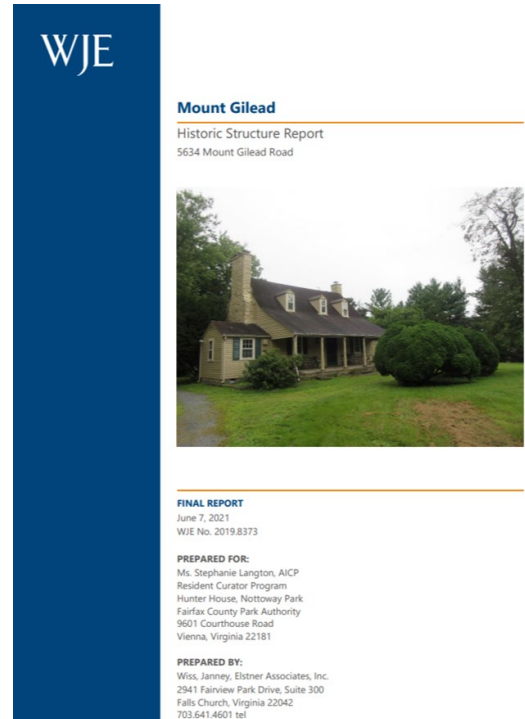 WJE
Mount Gilead
Historic Structure Report
5634 Mount Gilead Road
FINAL REPORT
June 7, 2021
WJE No. 2019.8373
PREPARED FOR:
Ms. Stephanie Langton, AICP
Resident Curator Program
Hunter House, Nottoway Park
Fairfax County Park Authority
9601 Courthouse Road
Vienna, Virginia 22181
PREPARED BY:
Wiss, Janney, Elstner Associates, Inc.
2941 Fairview Park Drive, Suite 300
Falls Church, Virginia 22042
703.641.4601 tel